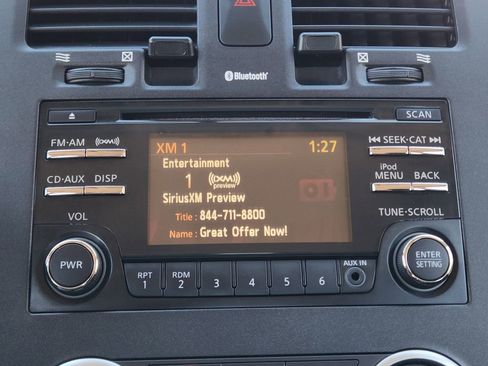 Bluetooth
SCAN
FM·AM
CD·AUX DISP
VOL
PWR
XM 1 1:27
Entertainment
1 ((XM)) preview
SiriusXM Preview
Title : 844-711-8800
Name : Great Offer Now!
SEEK·CAT
iPod
MENU BACK
TUNE·SCROLL
ENTER
SETTING
RPT
1
RDM
2
3
4
5
6
AUX IN